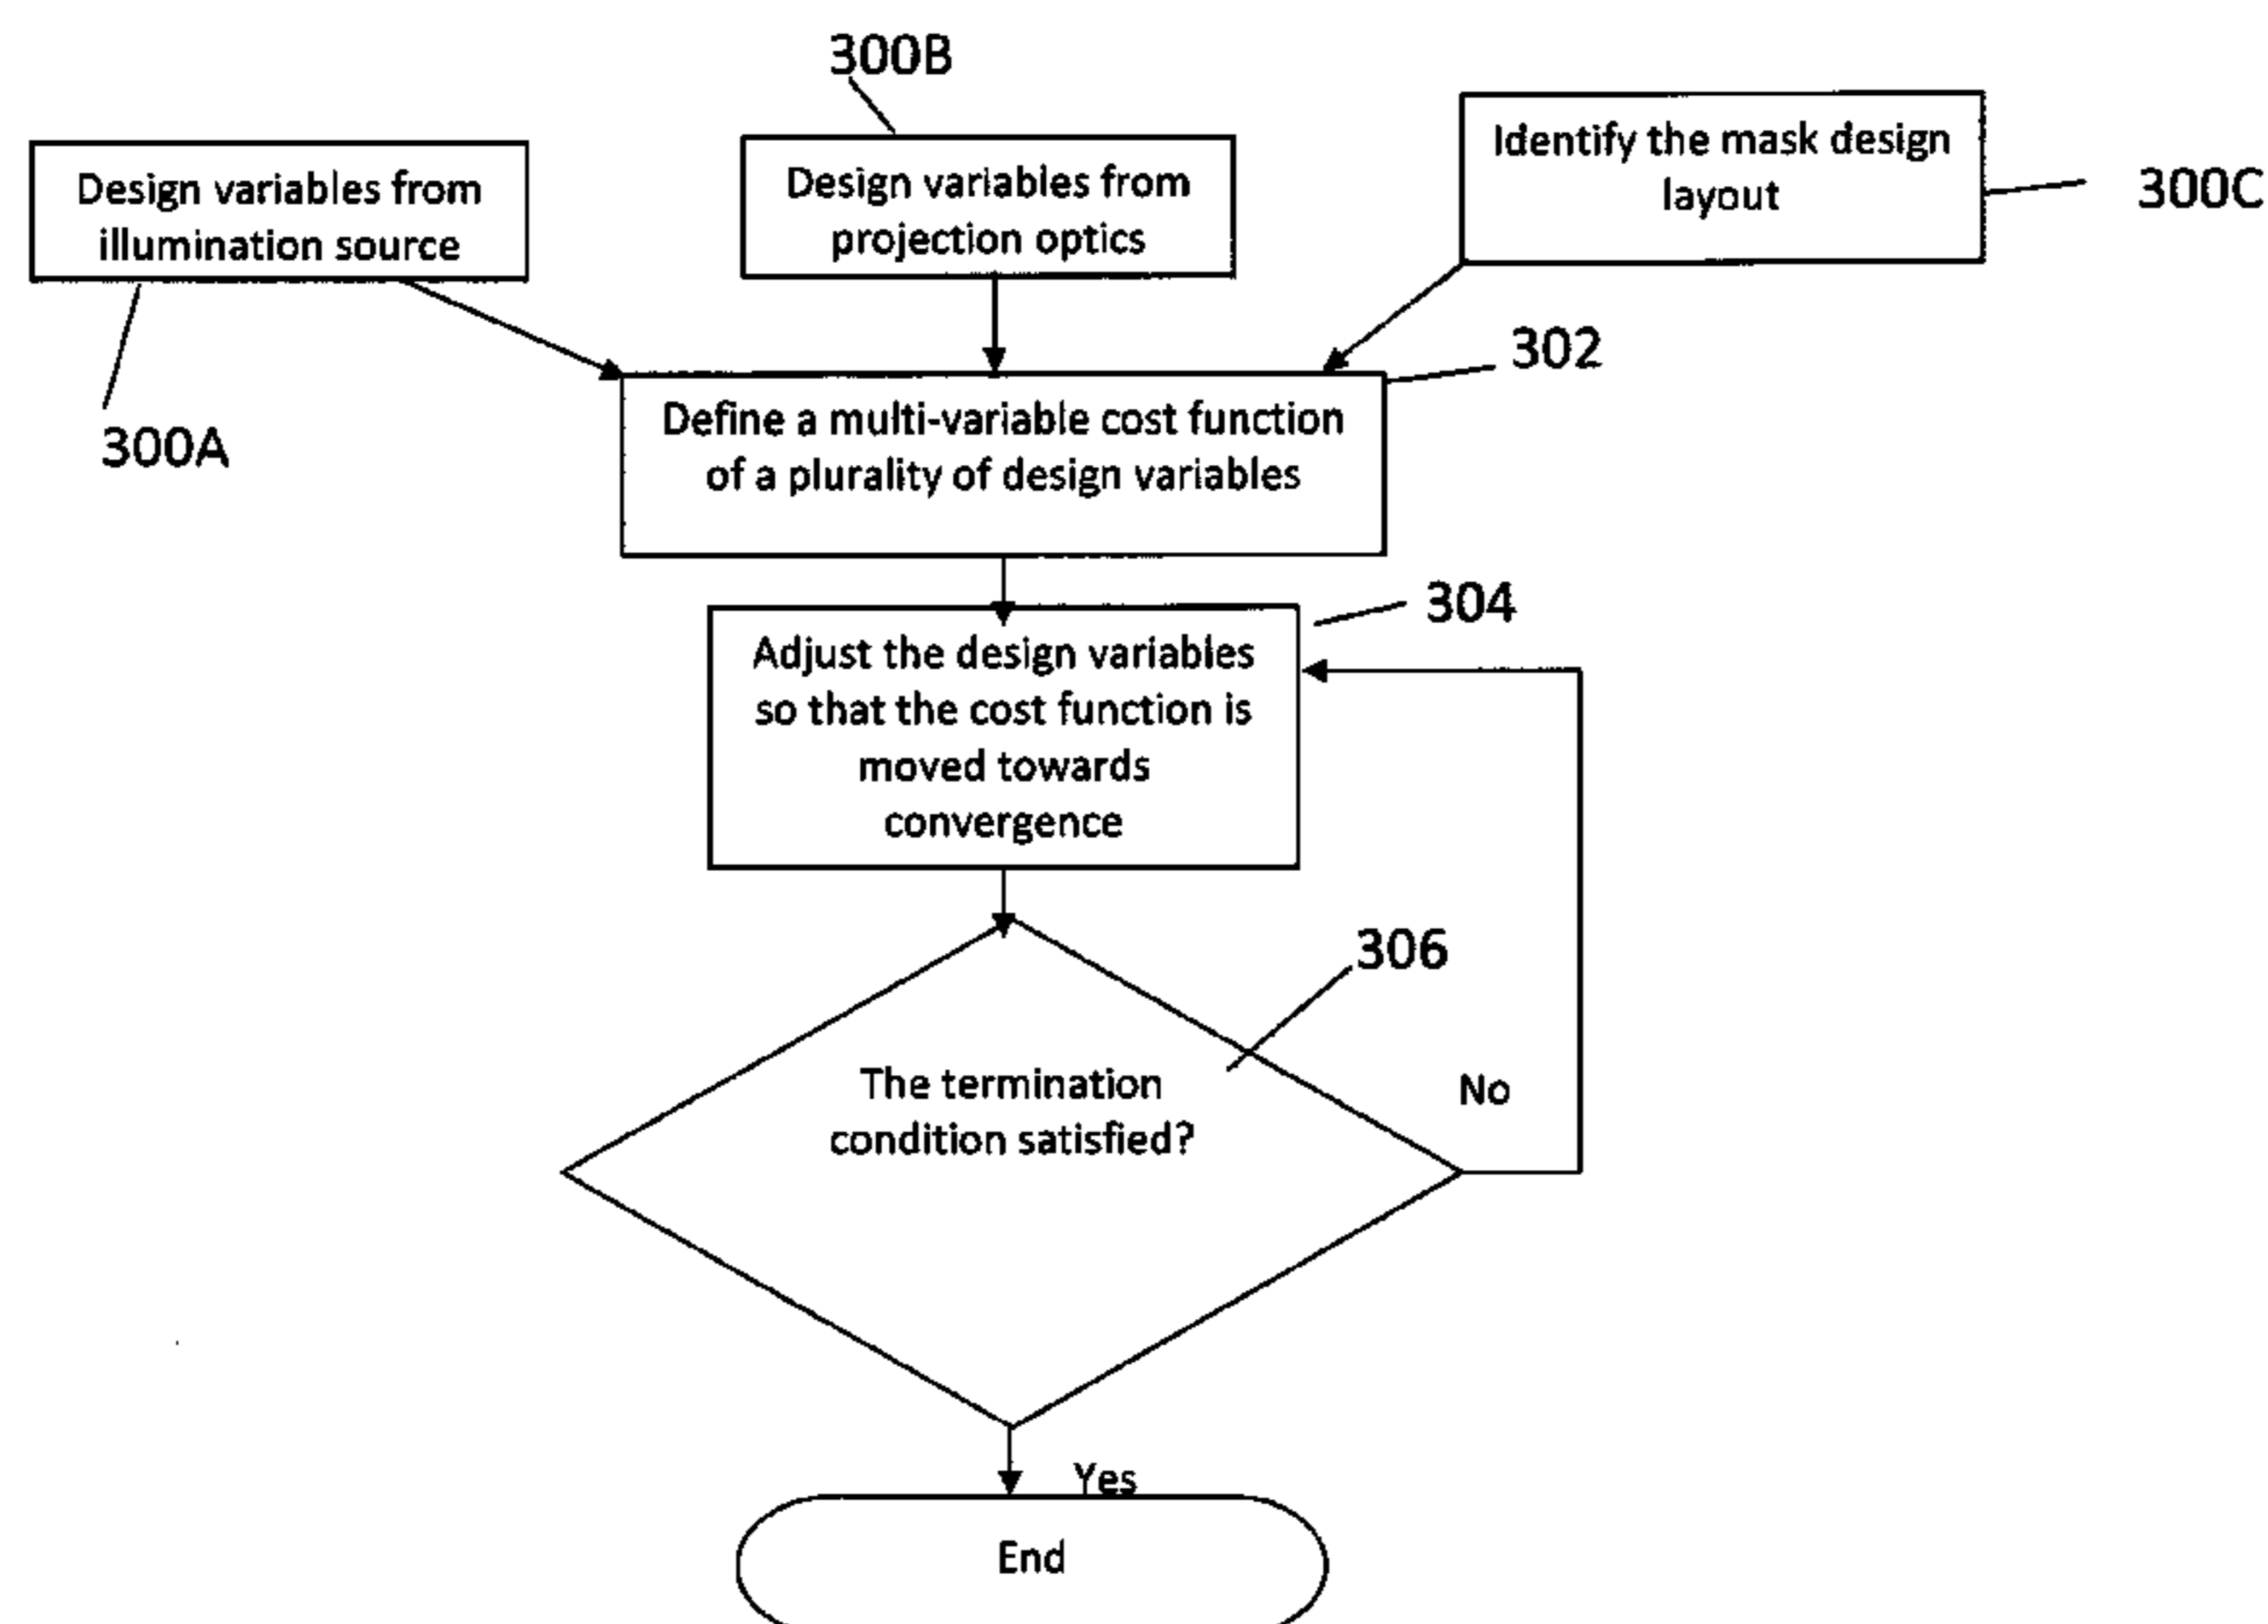 300B
Design variables from
illumination source
Design variables from
projection optics
Identify the mask design
layout
300C
300A
302
Define a multi-variable cost function
of a plurality of design variables
304
Adjust the design variables
so that the cost function is
moved towards
convergence
306
The termination
condition satisfied?
No
Yes
End